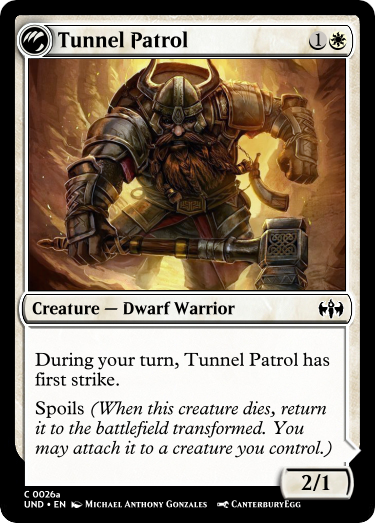 Tunnel Patrol 1
Creature — Dwarf Warrior
During your turn, Tunnel Patrol has
first strike.
Spoils (When this creature dies, return
it to the battlefield transformed. You
may attach it to a creature you control.)
2/1
C 0026a
UND • EN Michael Anthony Gonzales CanterburyEgg